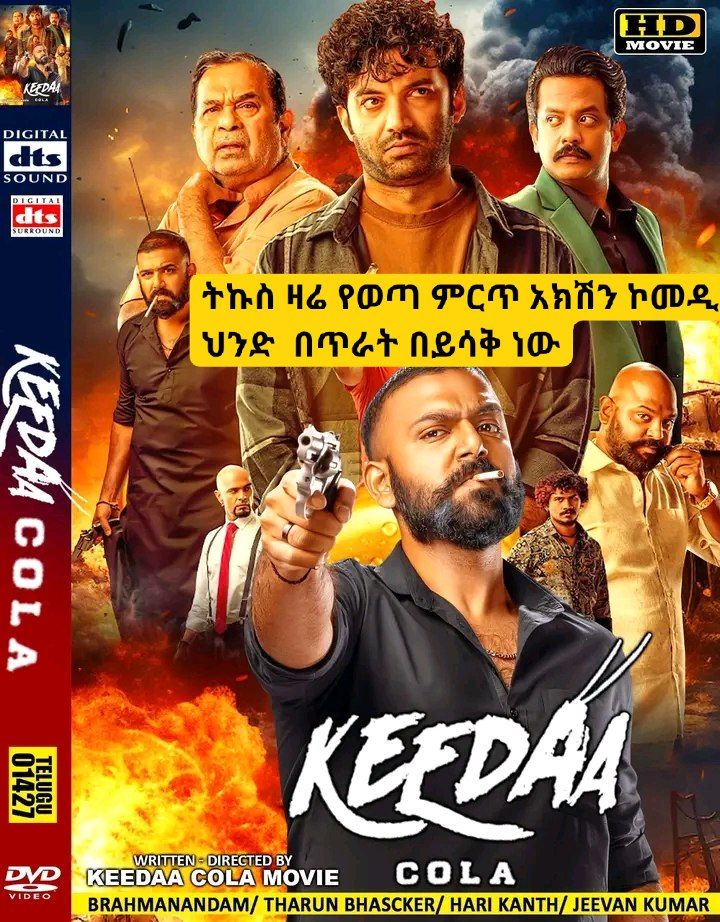 HD
MOVIE
KEEDAA
COLA
DIGITAL
dts
SOUND
DIGITAL
dts
SURROUND
ትኩስ ዛሬ የወጣ ምርጥ አክሽን ኮመዲ
ህንድ በጥራት በይሳቅ ነው
KEEDAA COLA
TELUGU
01427
DVD
VIDEO
KEEDAA
COLA
WRITTEN - DIRECTED BY
KEEDAA COLA MOVIE
BRAHMANANDAM/ THARUN BHASCKER/ HARI KANTH/ JEEVAN KUMAR